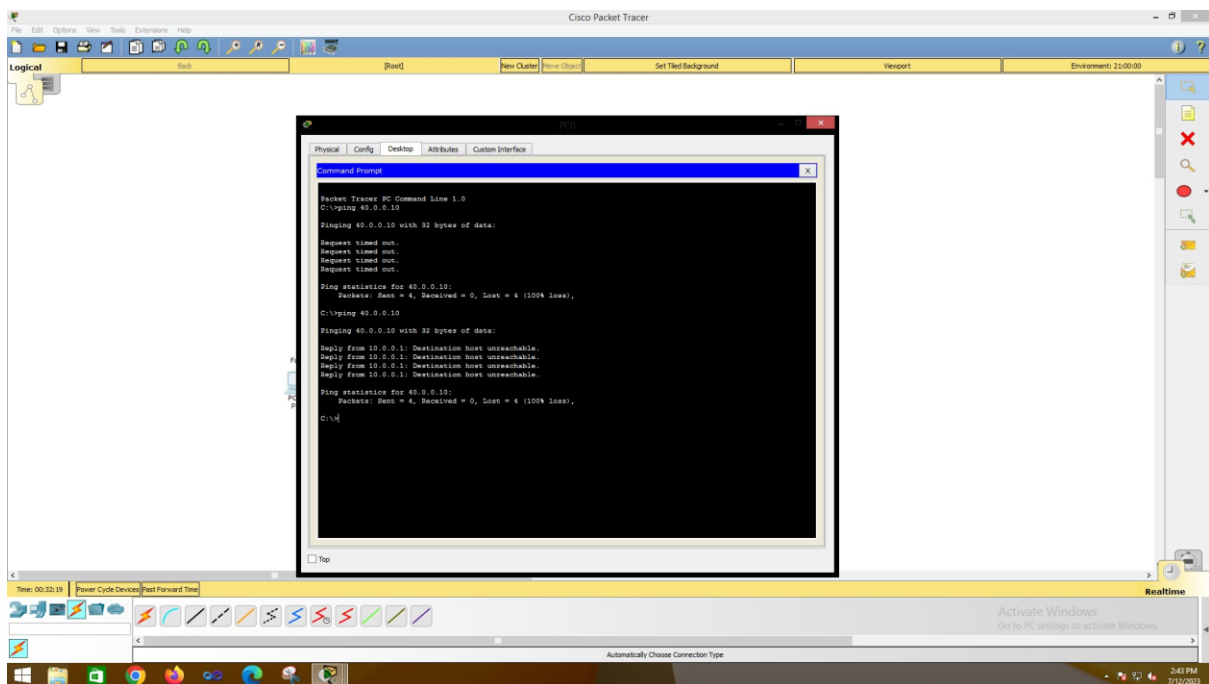 Cisco Packet Tracer
File Edit Options View Tools Extensions Help
Logical Back [Root] New Cluster Move Object Set Tiled Background Viewport Environment: 21:00:00
PC0
Physical Config Desktop Attributes Custom Interface
Command Prompt X
Packet Tracer PC Command Line 1.0
C:\>ping 40.0.0.10
Pinging 40.0.0.10 with 32 bytes of data:
Request timed out.
Request timed out.
Request timed out.
Request timed out.
Ping statistics for 40.0.0.10:
Packets: Sent = 4, Received = 0, Lost = 4 (100% loss),
C:\>ping 40.0.0.10
Pinging 40.0.0.10 with 32 bytes of data:
Reply from 10.0.0.1: Destination host unreachable.
Reply from 10.0.0.1: Destination host unreachable.
Reply from 10.0.0.1: Destination host unreachable.
Reply from 10.0.0.1: Destination host unreachable.
Ping statistics for 40.0.0.10:
Packets: Sent = 4, Received = 0, Lost = 4 (100% loss),
C:\>
Top
Time: 00:32:19 Power Cycle Devices Fast Forward Time Realtime
Activate Windows
Go to PC settings to activate Windows.
Automatically Choose Connection Type
2:43 PM
7/12/2023